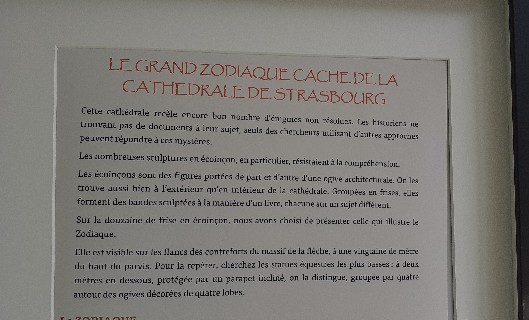 LE GRAND ZODIAQUE CACHE DE LA
CATHEDRALE DE STRASBOURG
Cette cathédrale recèle encore bon nombre d'énigmes non résolues. Les historiens ne
trouvant pas de documents à leur sujet, seuls des chercheurs utilisant d'autres approches
peuvent répondre à ces mystères.
Les nombreuses sculptures en écoinçon, en particulier, résistaient à la compréhension.
Les écoinçons sont des figures portées de part et d'autre d'une ogive architecturale. On les
trouve aussi bien à l'extérieur qu'en intérieur de la cathédrale. Groupées en frises, elles
forment des bandes sculptées à la manière d'un livre, chacune sur un sujet différent.
Sur la douzaine de frise en écoinçon, nous avons choisi de présenter celle qui illustre le
Zodiaque.
Elle est visible sur les flancs des contreforts du massif de la flèche, à une vingtaine de mètre
du haut du parvis. Pour la repérer, cherchez les statues équestres les plus basses : à deux
mètres en dessous, protégée par un parapet incluté, on la distingue, groupée par quatre
autour des ogives décorées de quatre lobes.
LE ZODIAQUE